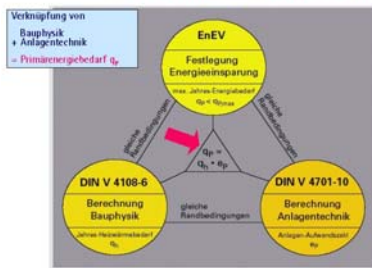 Verknüpfung von
Bauphysik
+ Anlagentechnik
= Primärenergiebedarf qp
EnEV
Festlegung
Energieeinsparung
max. Jahres-Energiebedarf
qp < qp,max
gleiche
Randbedingungen
gleiche
Randbedingungen
qp =
qh • ep
DIN V 4108-6
Berechnung
Bauphysik
Jahres-Heizwärmebedarf
qh
gleiche
Randbedingungen
DIN V 4701-10
Berechnung
Anlagentechnik
Anlagen-Aufwandszahl
ep